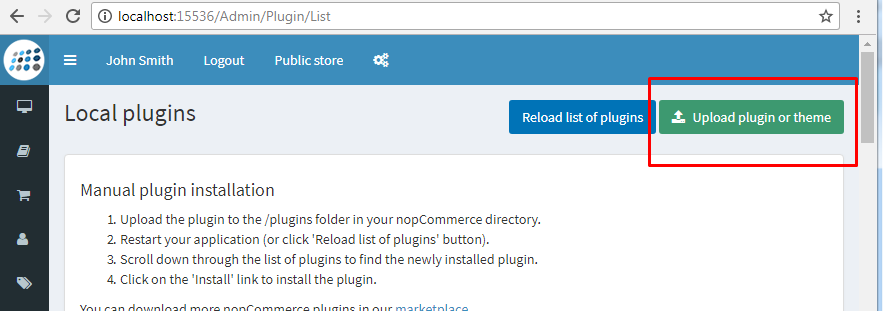 localhost:15536/Admin/Plugin/List
John Smith Logout Public store
Local plugins
Reload list of plugins
Upload plugin or theme
Manual plugin installation
1. Upload the plugin to the /plugins folder in your nopCommerce directory.
2. Restart your application (or click 'Reload list of plugins' button).
3. Scroll down through the list of plugins to find the newly installed plugin.
4. Click on the 'Install' link to install the plugin.
You can download more nopCommerce plugins in our marketplace